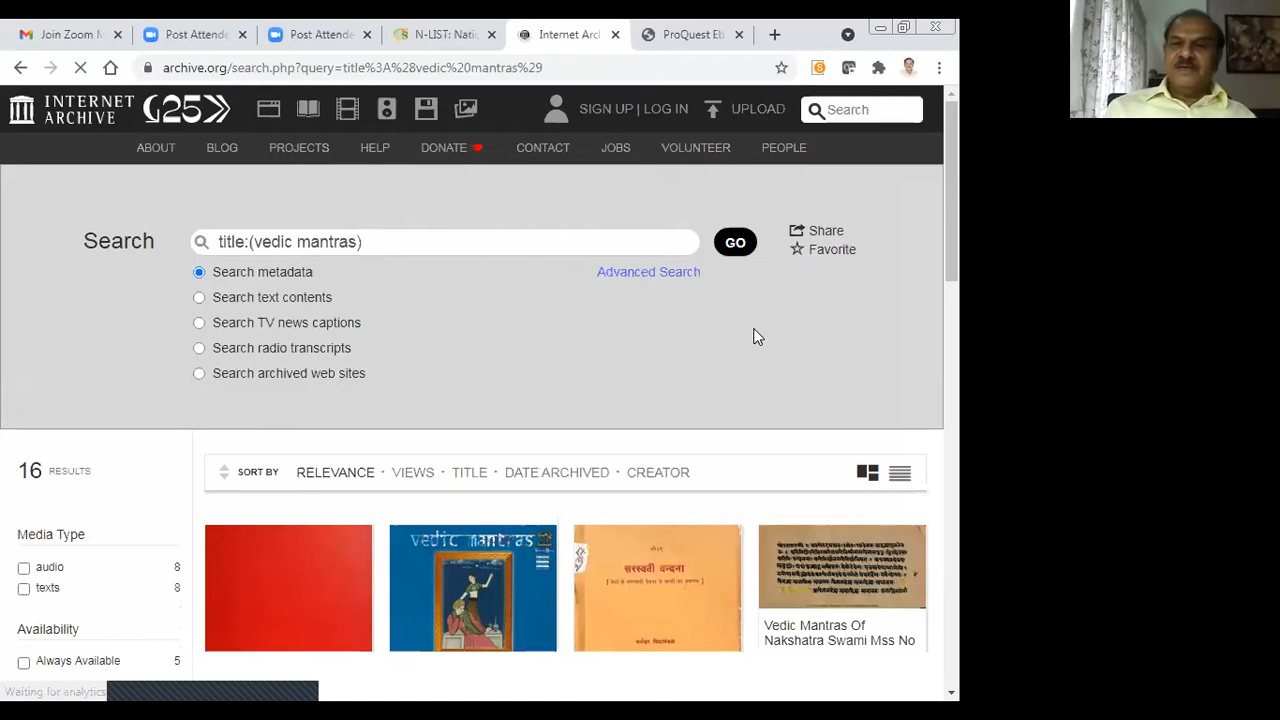 Join Zoom M
Post Attende
Post Attende
N-LIST: Natio
Internet Arc
ProQuest Eb
archive.org/search.php?query=title%3A%28vedic%20mantras%29
INTERNET
ARCHIVE
25
SIGN UP | LOG IN
UPLOAD
Search
ABOUT
BLOG
PROJECTS
HELP
DONATE
CONTACT
JOBS
VOLUNTEER
PEOPLE
Search
title:(vedic mantras)
GO
Share
Favorite
Search metadata
Advanced Search
Search text contents
Search TV news captions
Search radio transcripts
Search archived web sites
16 RESULTS
SORT BY RELEVANCE · VIEWS · TITLE · DATE ARCHIVED · CREATOR
Media Type
audio 8
texts 8
Availability
Always Available 5
vedic mantras
सरस्वती वन्दना
Vedic Mantras Of
Nakshatra Swami Mss No
Waiting for analytics